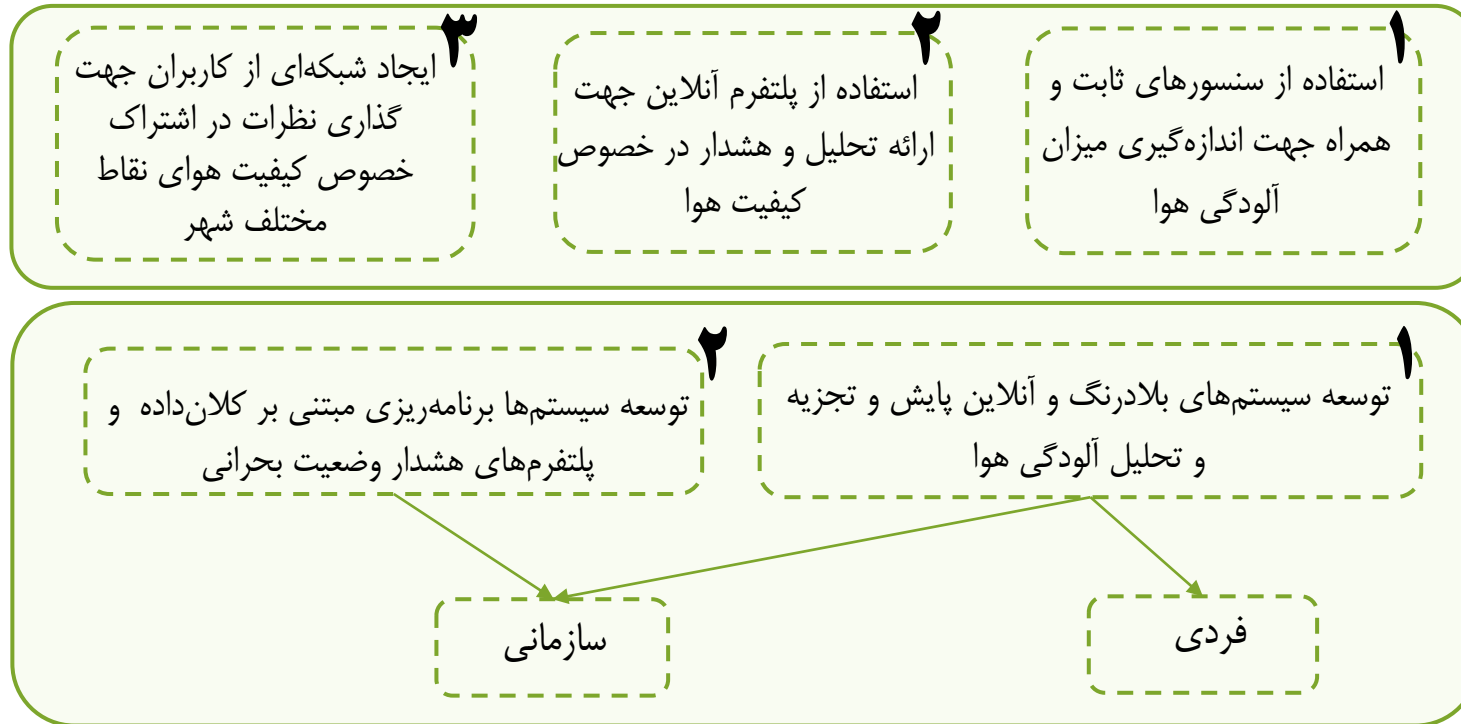 ۱
استفاده از سنسورهای ثابت و
همراه جهت اندازه‌گیری میزان
آلودگی هوا
۲
استفاده از پلتفرم آنلاین جهت
ارائه تحلیل و هشدار در خصوص
کیفیت هوا
۳
ایجاد شبکه‌ای از کاربران جهت
گذاری نظرات در اشتراک
خصوص کیفیت هوای نقاط
مختلف شهر
۱
توسعه سیستم‌های بلادرنگ و آنلاین پایش و تجزیه
و تحلیل آلودگی هوا
۲
توسعه سیستم‌ها برنامه‌ریزی مبتنی بر کلان‌داده و
پلتفرم‌های هشدار وضعیت بحرانی
فردی
سازمانی